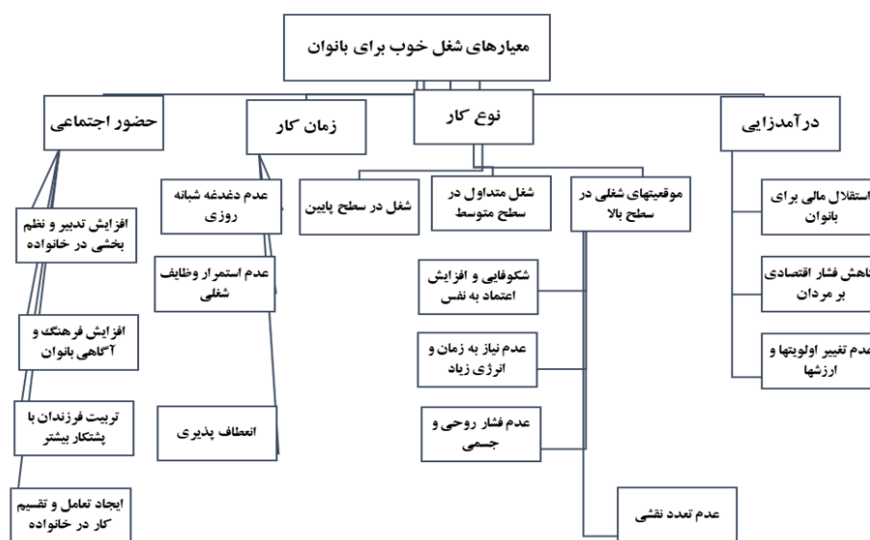 معیارهای شغل خوب برای بانوان
درآمدزایی
استقلال مالی برای
بانوان
کاهش فشار اقتصادی
بر مردان
عدم تغییر اولویتها و
ارزشها
نوع کار
موقعیتهای شغلی در
سطح بالا
شکوفایی و افزایش
اعتماد به نفس
عدم نیاز به زمان و
انرژی زیاد
عدم فشار روحی و
جسمی
عدم تعدد نقشی
شغل متداول در
سطح متوسط
شغل در سطح پایین
زمان کار
عدم دغدغه شبانه
روزی
عدم استمرار وظایف
شغلی
انعطاف پذیری
حضور اجتماعی
افزایش تدبیر و نظم
بخشی در خانواده
افزایش فرهنگ و
آگاهی بانوان
تربیت فرزندان با
پشتکار بیشتر
ایجاد تعامل و تقسیم
کار در خانواده